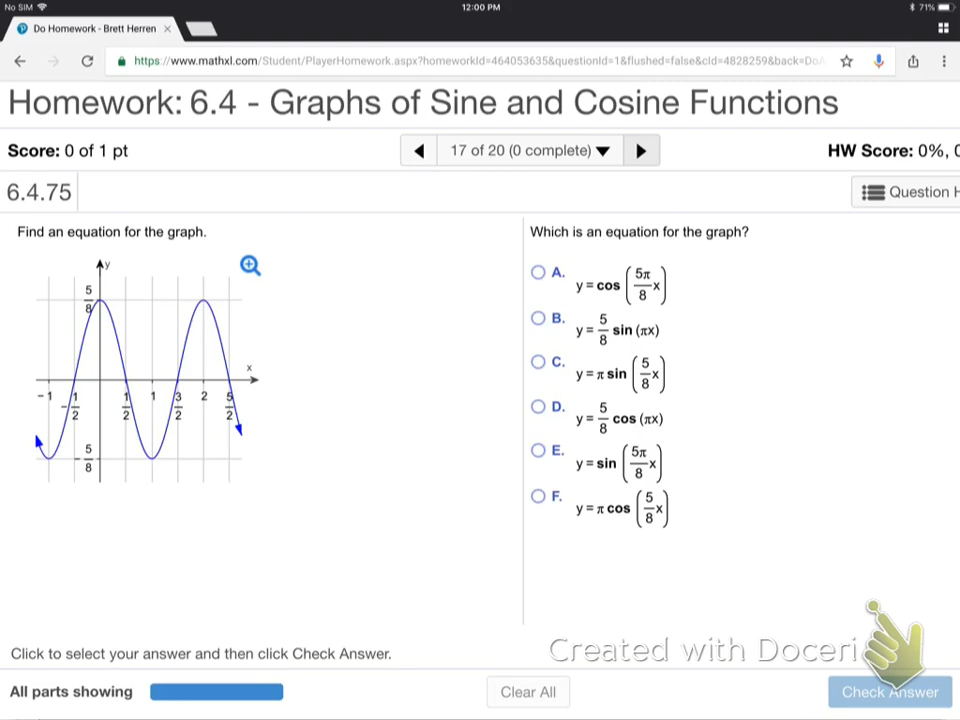 No SIM 12:00 PM 71%
Do Homework - Brett Herren ×
https://www.mathxl.com/Student/PlayerHomework.aspx?homeworkId=464053635&questionId=1&flushed=false&cId=4828259&back=Do
Homework: 6.4 - Graphs of Sine and Cosine Functions
Score: 0 of 1 pt
17 of 20 (0 complete)
HW Score: 0%, 0
6.4.75
Question H
Find an equation for the graph.
y
5/8
x
-1 -1/2 1/2 1 3/2 2 5/2
-5/8
Which is an equation for the graph?
A. y = cos (5π/8 x)
B. y = 5/8 sin (πx)
C. y = π sin (5/8 x)
D. y = 5/8 cos (πx)
E. y = sin (5π/8 x)
F. y = π cos (5/8 x)
Created with Doceri
Click to select your answer and then click Check Answer.
All parts showing
Clear All
Check Answer